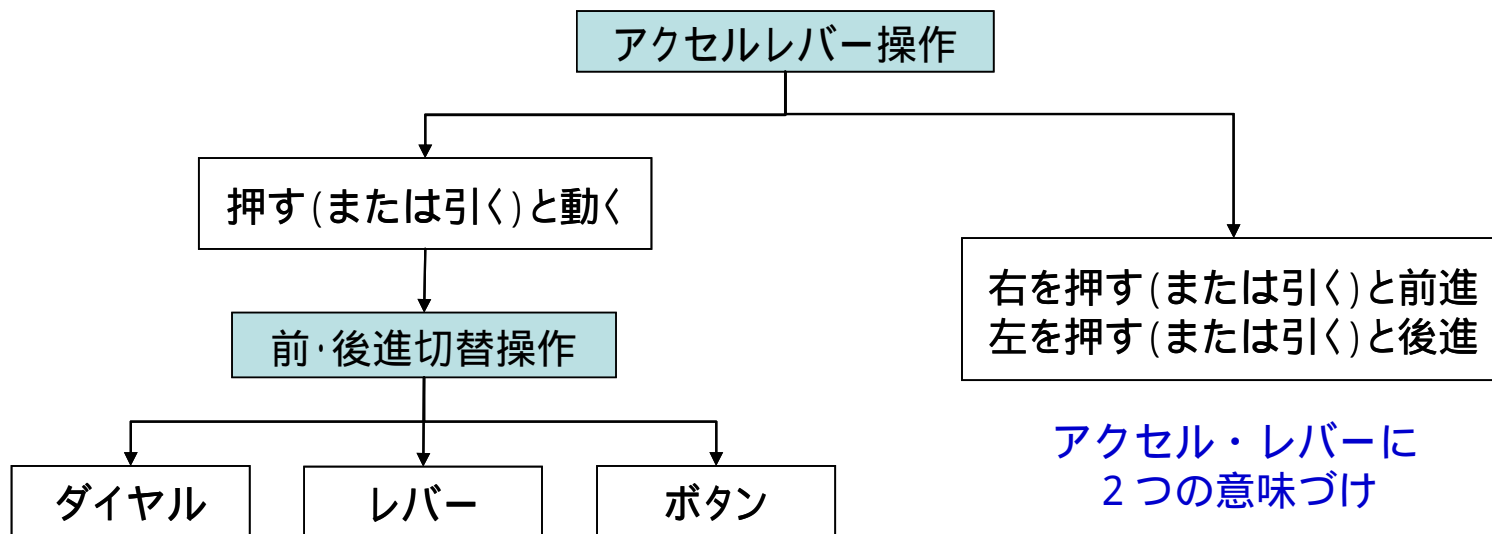 アクセルレバー操作
押す(または引く)と動く
右を押す(または引く)と前進
左を押す(または引く)と後進
前・後進切替操作
アクセル・レバーに
2つの意味づけ
ダイヤル
レバー
ボタン